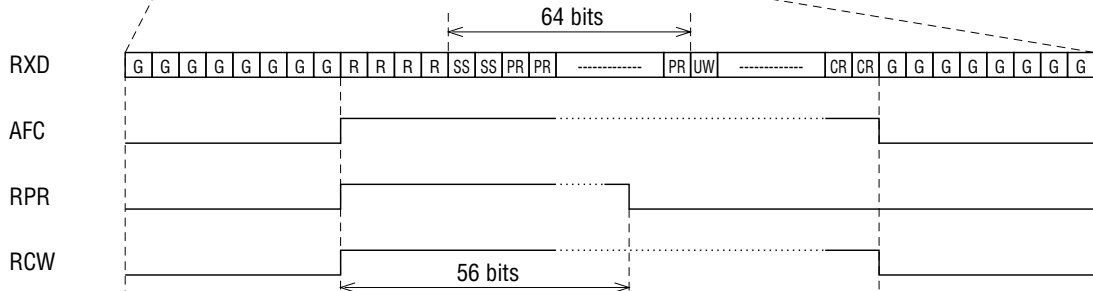 64 bits
RXD G G G G G G G G R R R R SS SS PR PR ------------- PR UW ------------- CR CR G G G G G G G G
AFC
RPR
RCW
56 bits